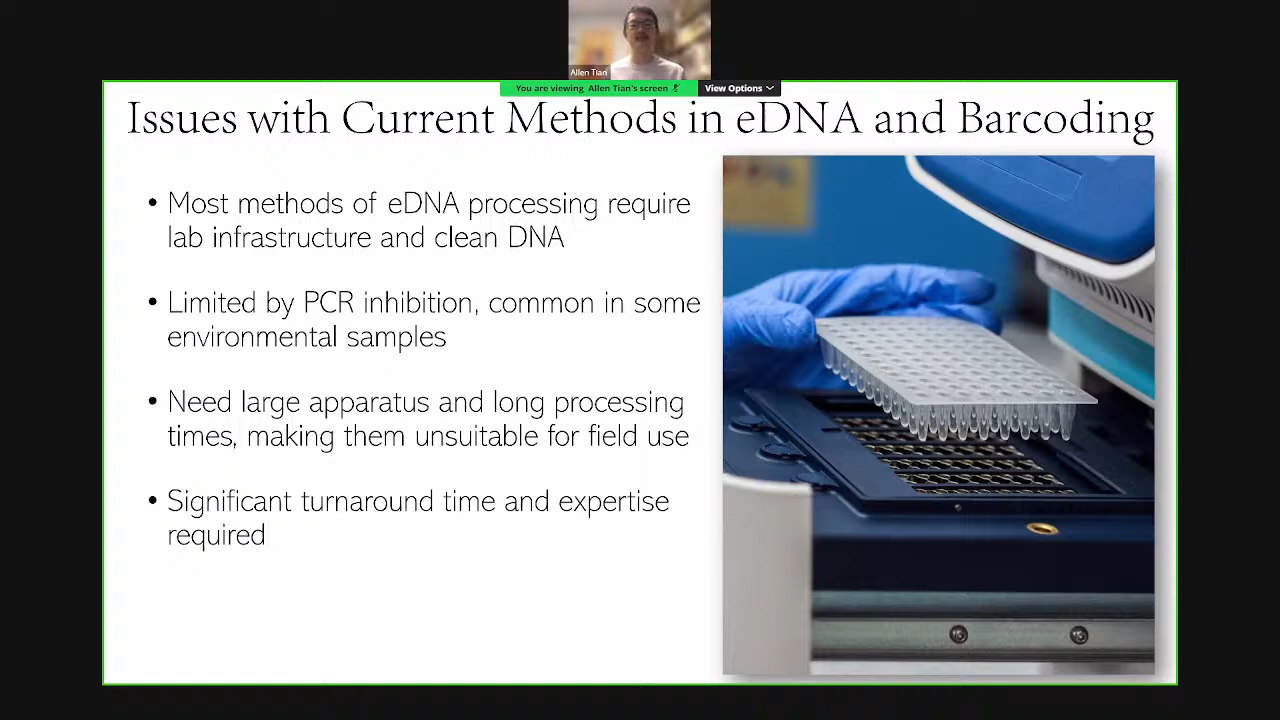 Allen Tian
You are viewing Allen Tian's screen
View Options
Issues with Current Methods in eDNA and Barcoding
• Most methods of eDNA processing require
lab infrastructure and clean DNA
• Limited by PCR inhibition, common in some
environmental samples
• Need large apparatus and long processing
times, making them unsuitable for field use
• Significant turnaround time and expertise
required